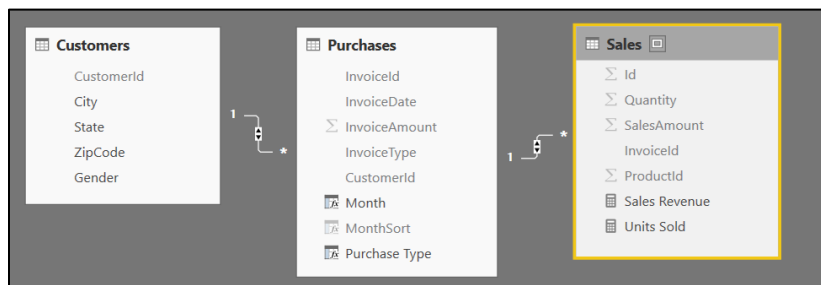 Customers
CustomerId
City
State
ZipCode
Gender
1
*
Purchases
InvoiceId
InvoiceDate
InvoiceAmount
InvoiceType
CustomerId
Month
MonthSort
Purchase Type
1
*
Sales
Id
Quantity
SalesAmount
InvoiceId
ProductId
Sales Revenue
Units Sold